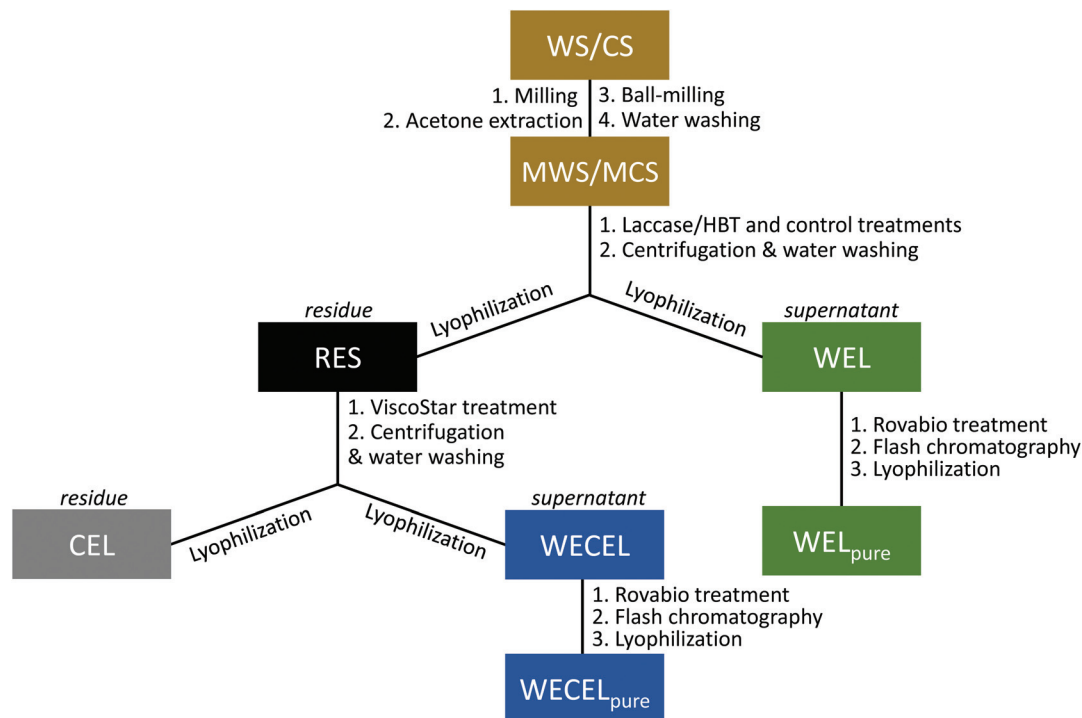 WS/CS
1. Milling
2. Acetone extraction
3. Ball-milling
4. Water washing
MWS/MCS
1. Laccase/HBT and control treatments
2. Centrifugation & water washing
Lyophilization
Lyophilization
residue
RES
supernatant
WEL
1. ViscoStar treatment
2. Centrifugation
& water washing
1. Rovabio treatment
2. Flash chromatography
3. Lyophilization
Lyophilization
Lyophilization
residue
CEL
supernatant
WECEL
WELpure
1. Rovabio treatment
2. Flash chromatography
3. Lyophilization
WECELpure